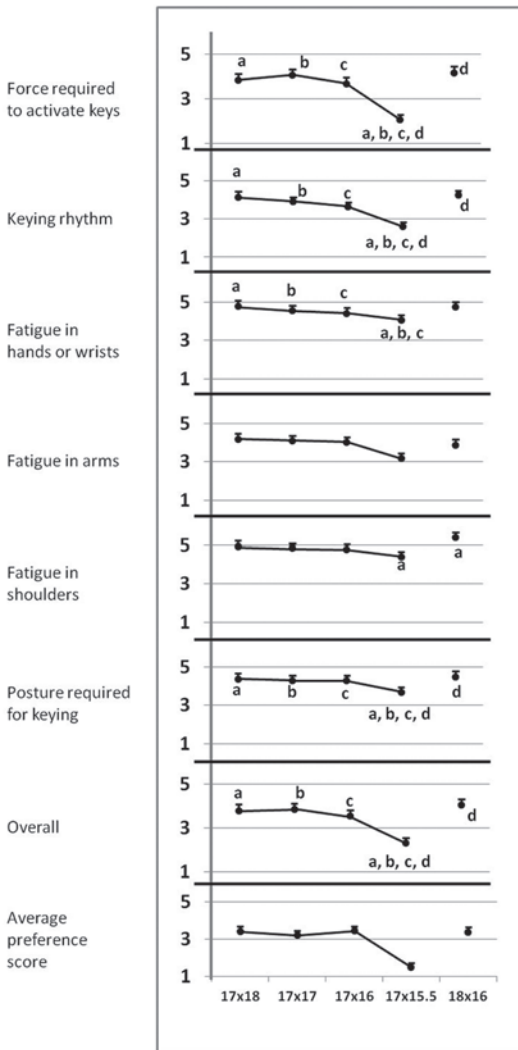 5
a
b
c
d
Force required
to activate keys
3
a, b, c, d
1
a
5
b
c
d
Keying rhythm
3
a, b, c, d
1
a
b
c
5
Fatigue in
hands or wrists
a, b, c
3
1
5
Fatigue in arms
3
1
5
a
a
Fatigue in
shoulders
3
1
5
Posture required
for keying
a
b
c
d
3
a, b, c, d
1
5
a
b
c
d
Overall
3
a, b, c, d
1
5
Average
preference
score
3
1
17x18 17x17 17x16 17x15.5 18x16